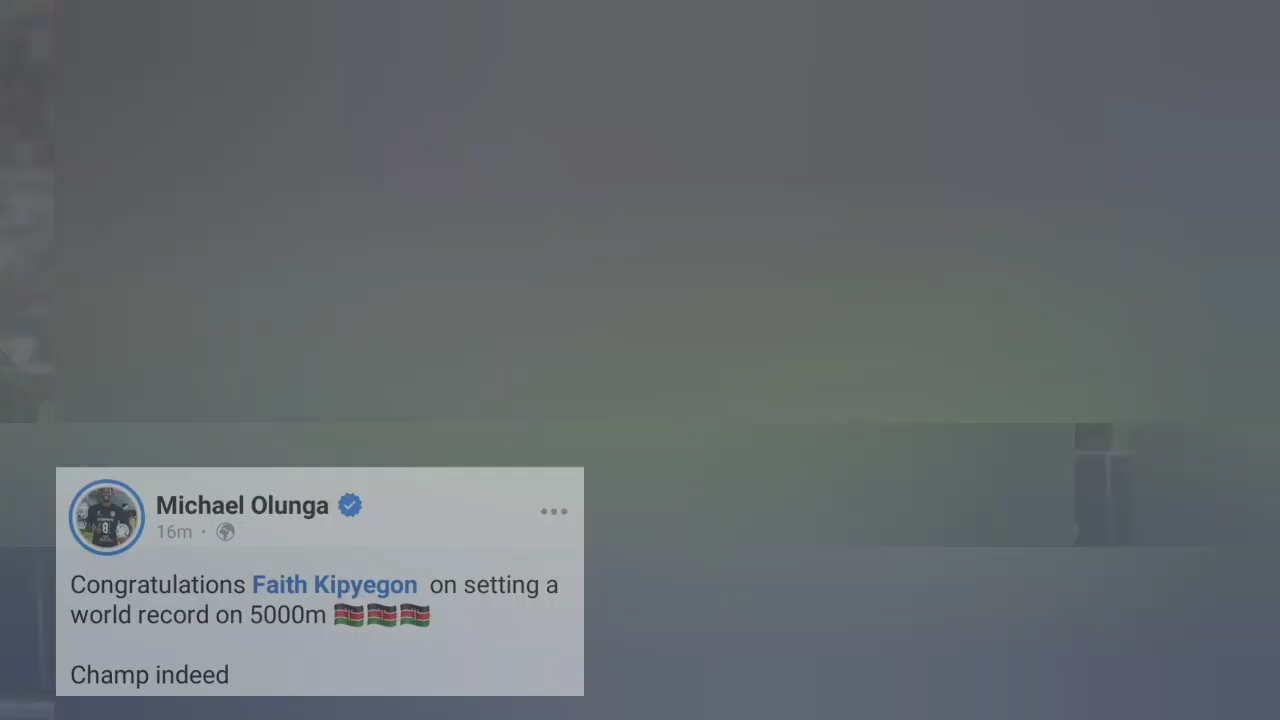 Michael Olunga
16m ·
Congratulations Faith Kipyegon on setting a
world record on 5000m 🇰🇪🇰🇪🇰🇪
Champ indeed